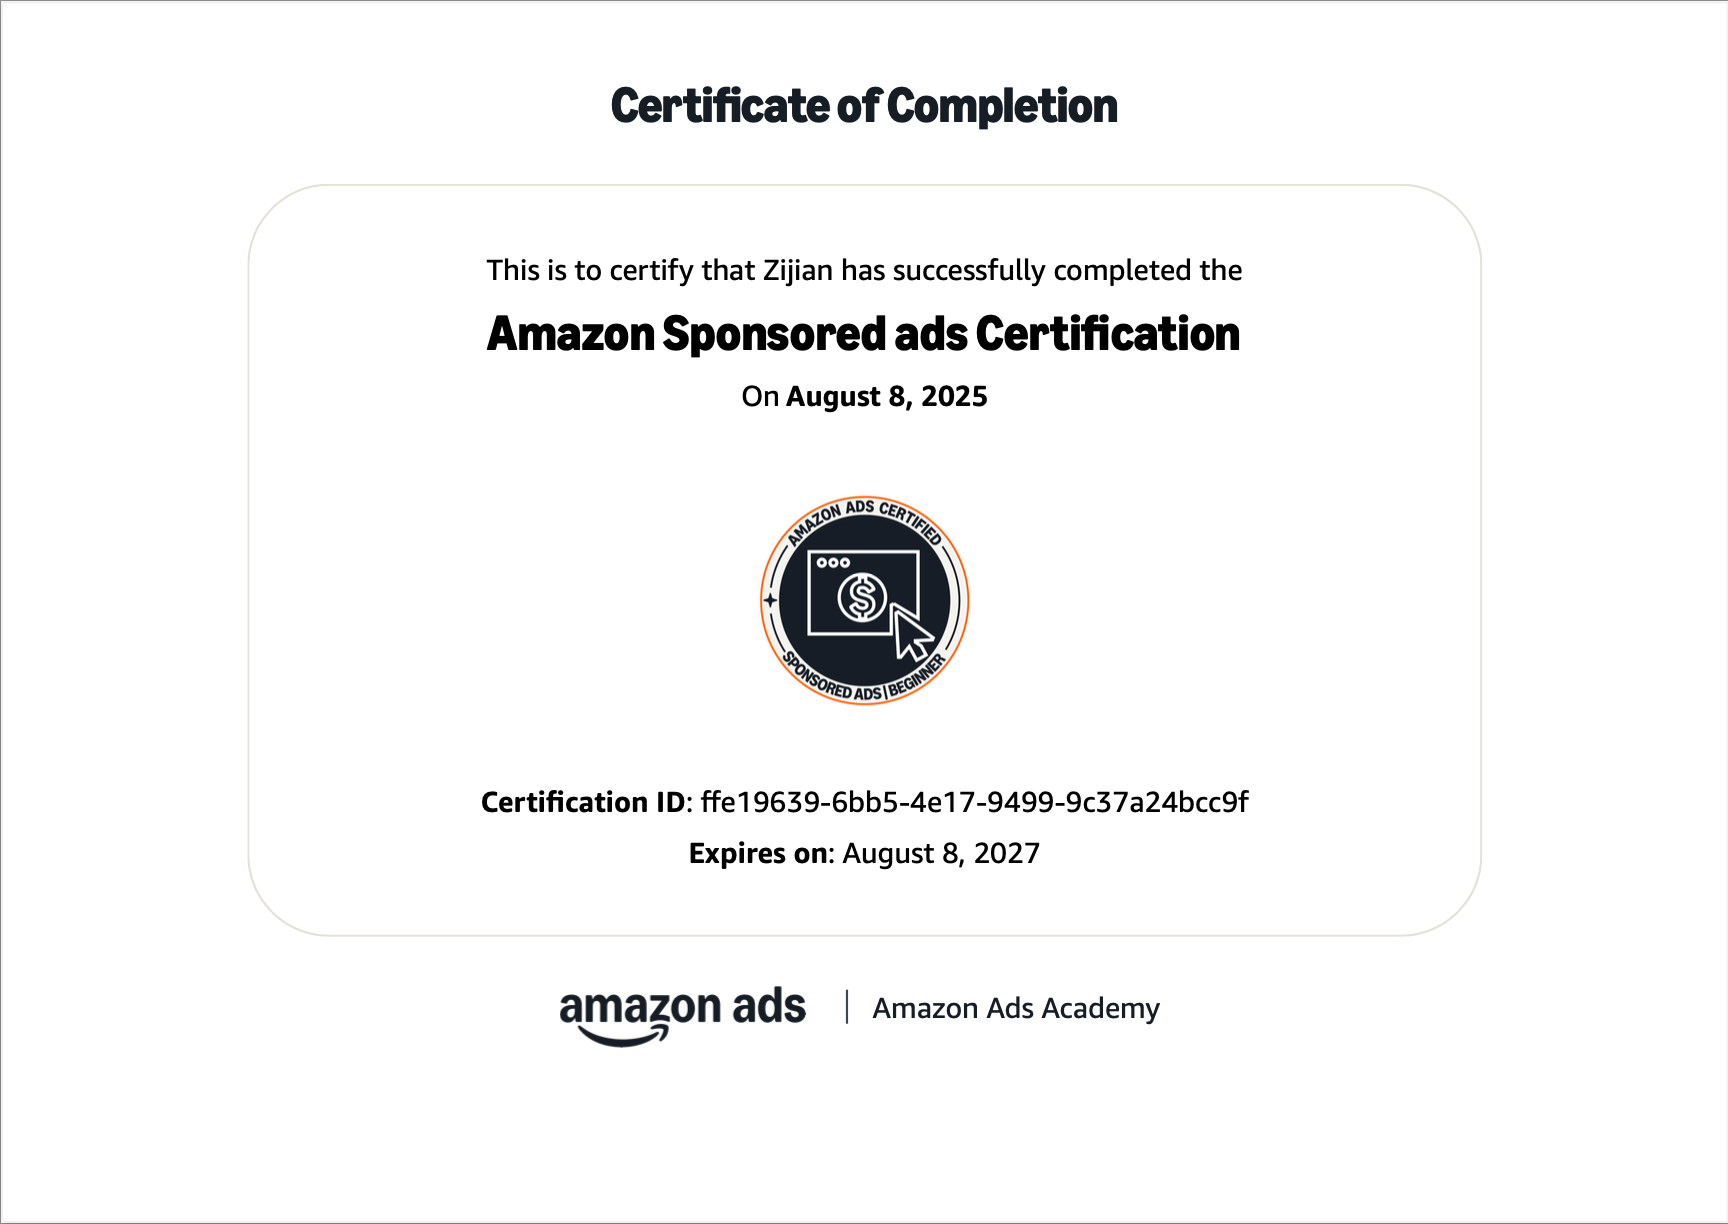 Certificate of Completion
This is to certify that Zijian has successfully completed the
Amazon Sponsored ads Certification
On August 8, 2025
AMAZON ADS CERTIFIED
SPONSORED ADS | BEGINNER
Certification ID: ffe19639-6bb5-4e17-9499-9c37a24bcc9f
Expires on: August 8, 2027
amazon ads | Amazon Ads Academy